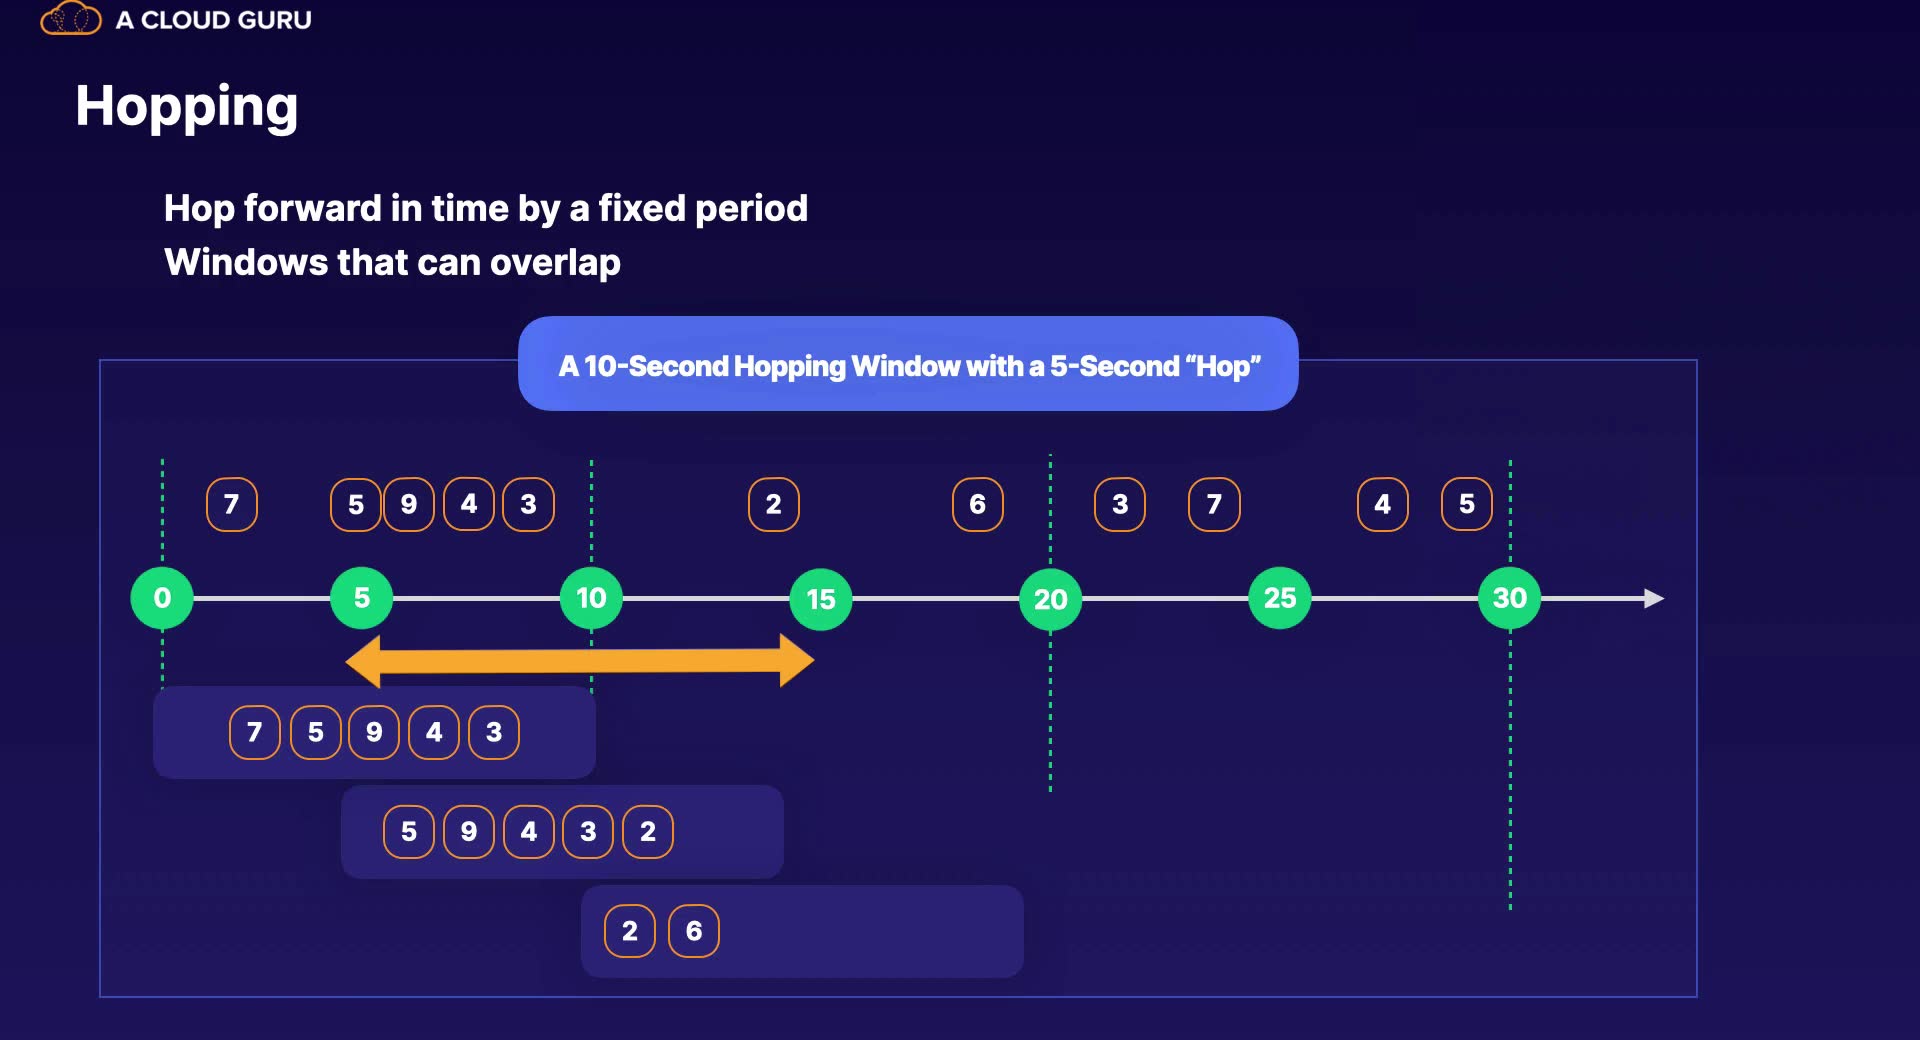 A CLOUD GURU
Hopping
Hop forward in time by a fixed period
Windows that can overlap
A 10-Second Hopping Window with a 5-Second “Hop”
7 5 9 4 3 2 6 3 7 4 5
0 5 10 15 20 25 30
7 5 9 4 3
5 9 4 3 2
2 6